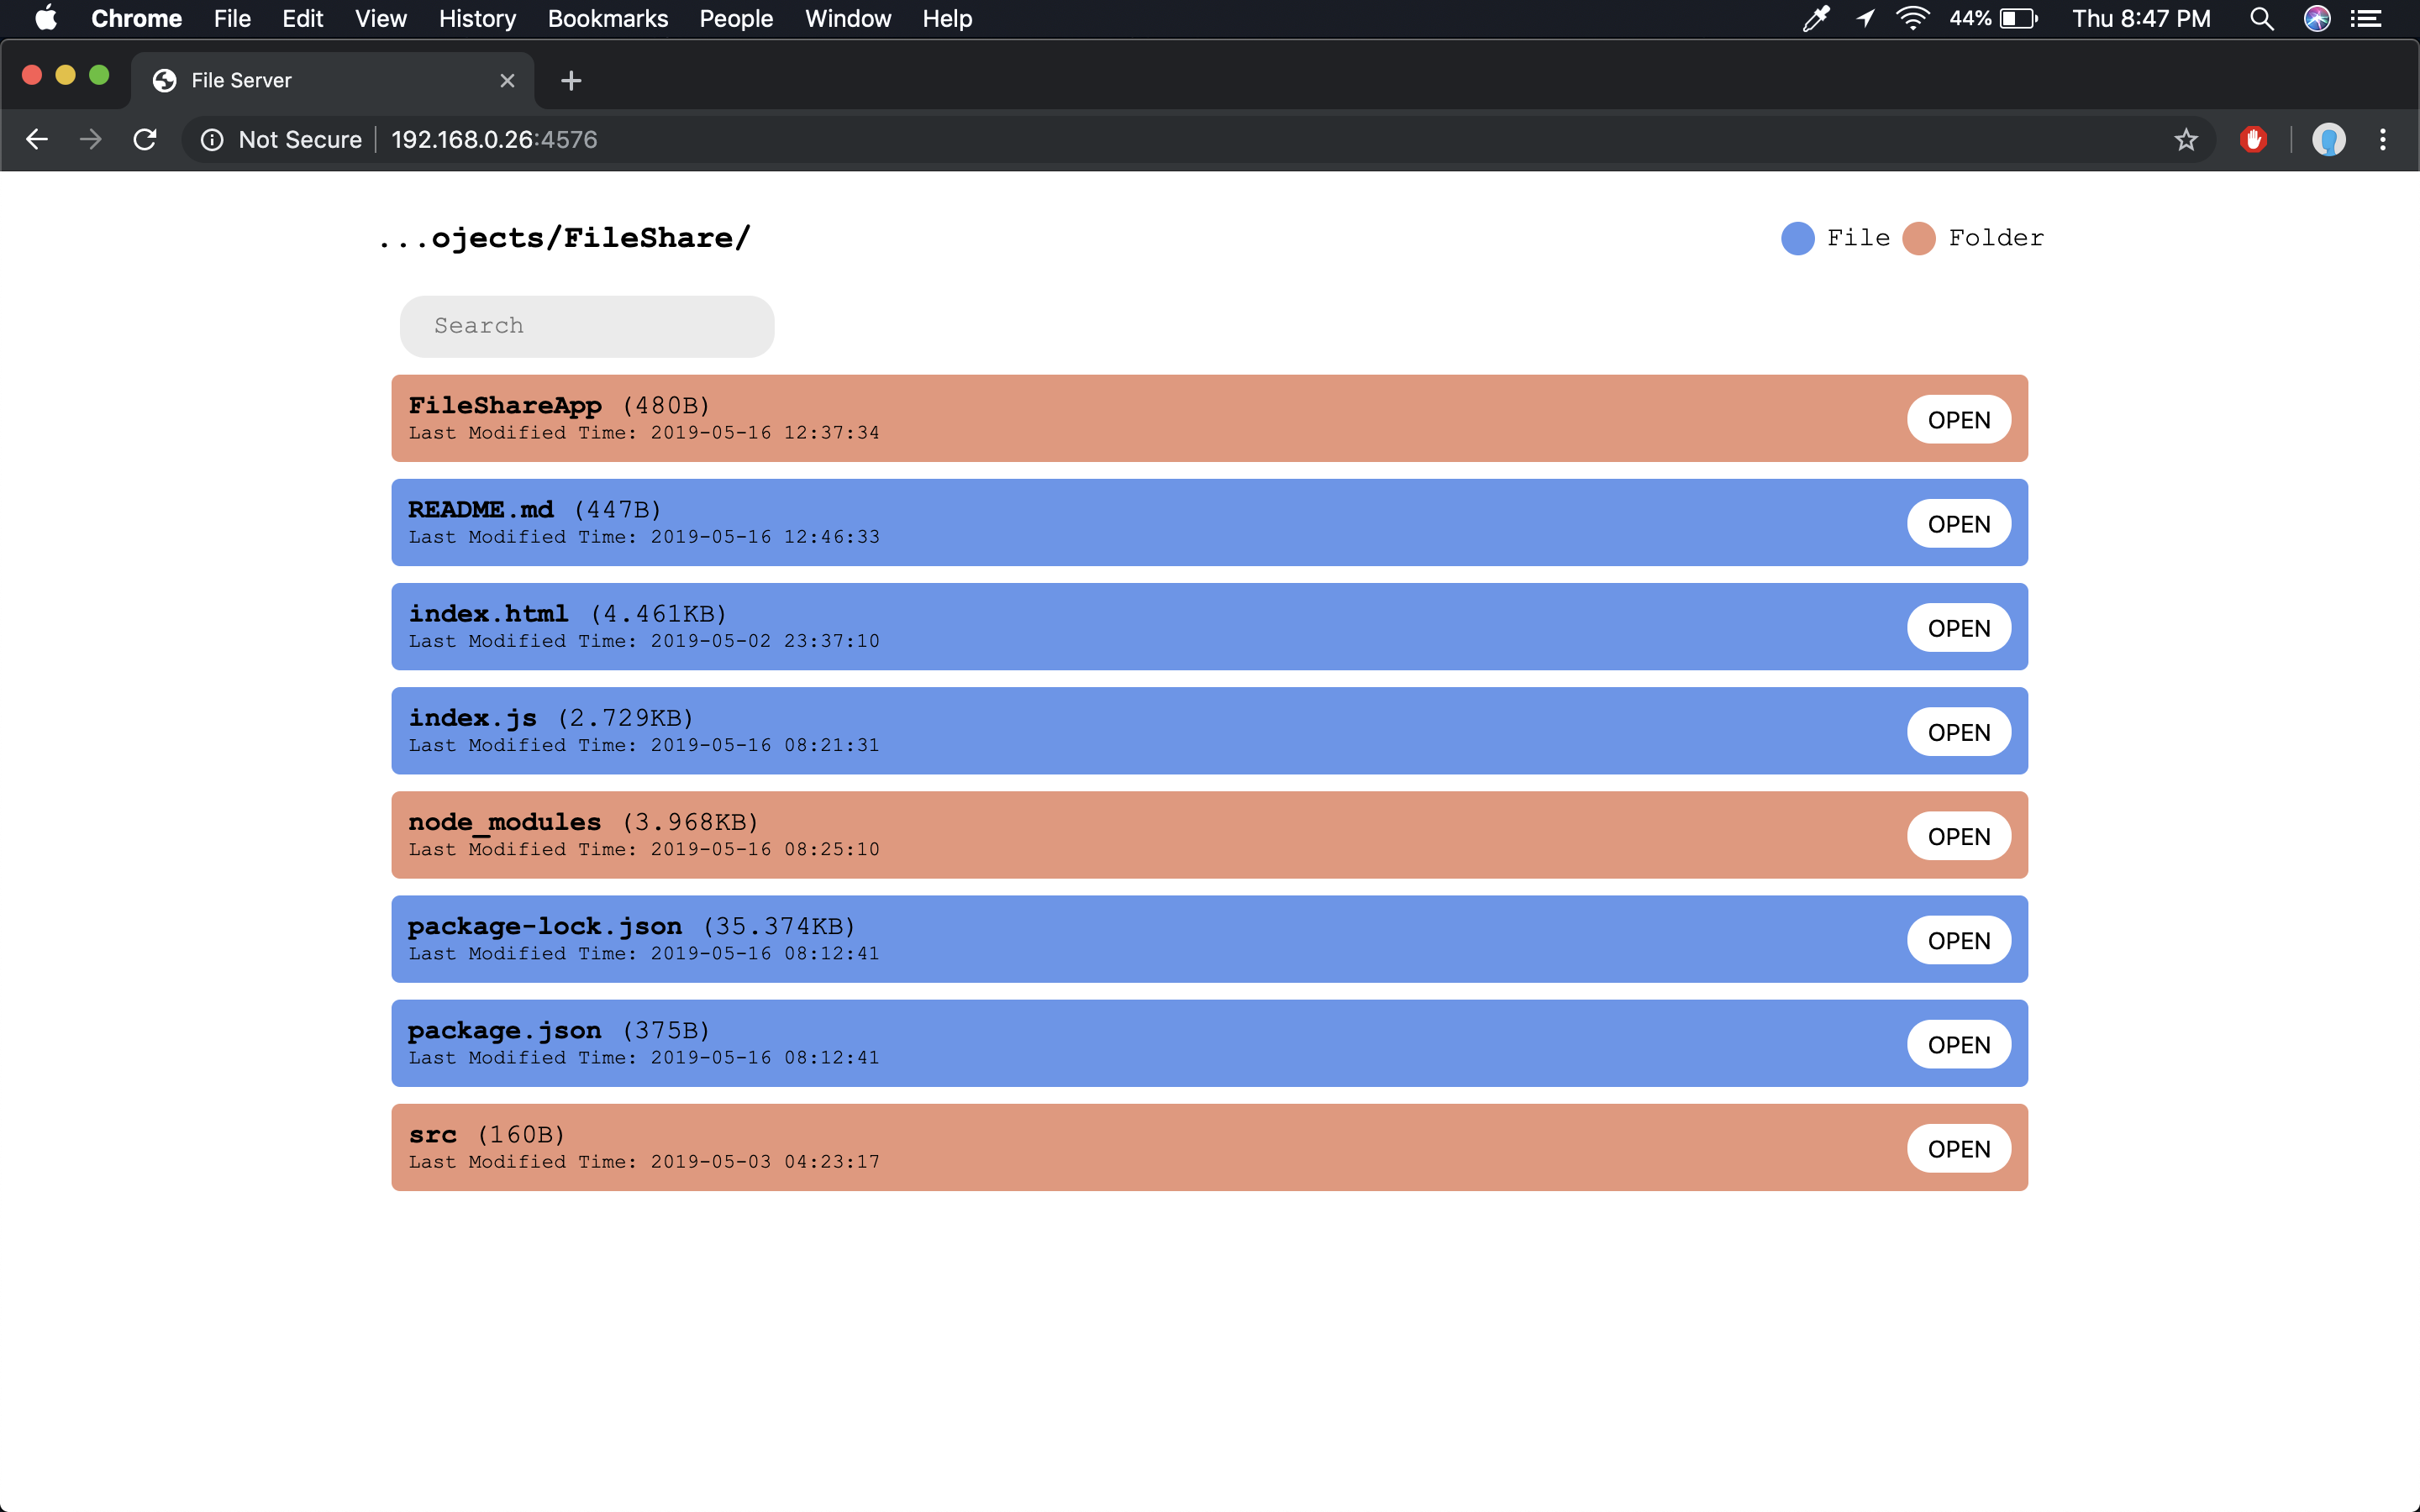 Chrome File Edit View History Bookmarks People Window Help 44% Thu 8:47 PM
File Server
Not Secure 192.168.0.26:4576
...ojects/FileShare/ File Folder
Search
FileShareApp (480B)
Last Modified Time: 2019-05-16 12:37:34
OPEN
README.md (447B)
Last Modified Time: 2019-05-16 12:46:33
OPEN
index.html (4.461KB)
Last Modified Time: 2019-05-02 23:37:10
OPEN
index.js (2.729KB)
Last Modified Time: 2019-05-16 08:21:31
OPEN
node_modules (3.968KB)
Last Modified Time: 2019-05-16 08:25:10
OPEN
package-lock.json (35.374KB)
Last Modified Time: 2019-05-16 08:12:41
OPEN
package.json (375B)
Last Modified Time: 2019-05-16 08:12:41
OPEN
src (160B)
Last Modified Time: 2019-05-03 04:23:17
OPEN